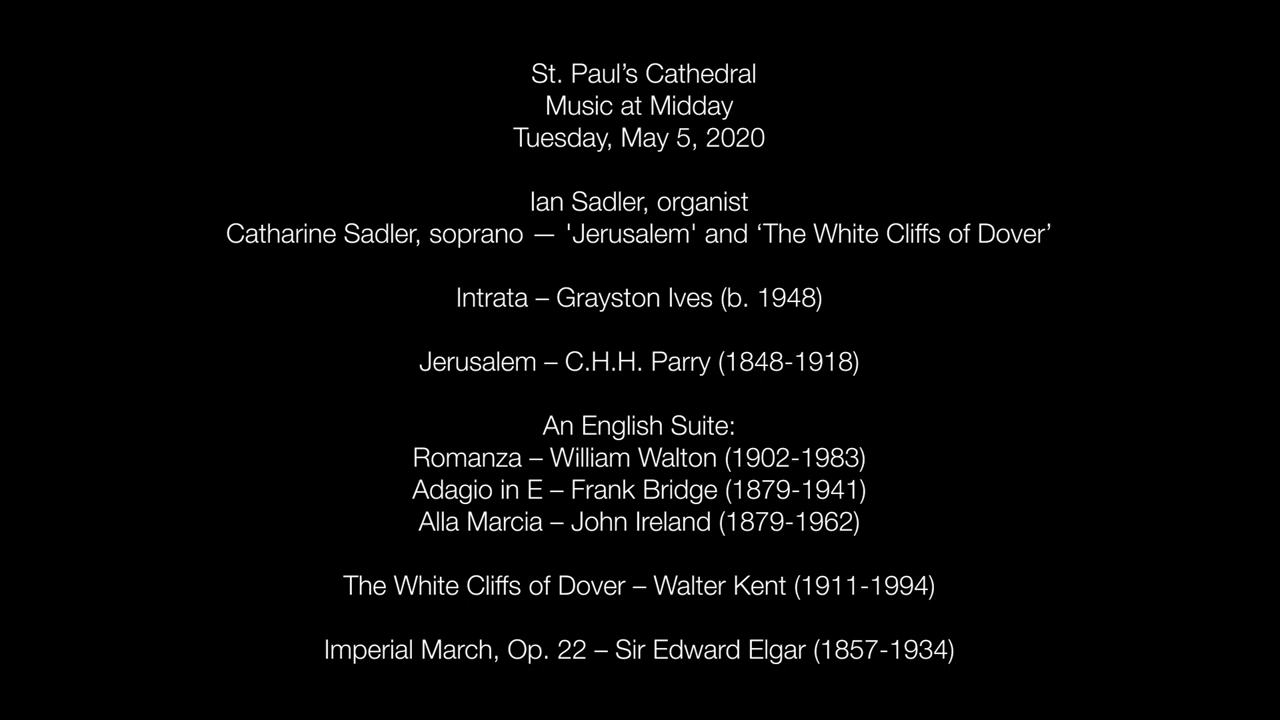 St. Paul’s Cathedral
Music at Midday
Tuesday, May 5, 2020
Ian Sadler, organist
Catharine Sadler, soprano — 'Jerusalem' and ‘The White Cliffs of Dover’
Intrata – Grayston Ives (b. 1948)
Jerusalem – C.H.H. Parry (1848-1918)
An English Suite:
Romanza – William Walton (1902-1983)
Adagio in E – Frank Bridge (1879-1941)
Alla Marcia – John Ireland (1879-1962)
The White Cliffs of Dover – Walter Kent (1911-1994)
Imperial March, Op. 22 – Sir Edward Elgar (1857-1934)